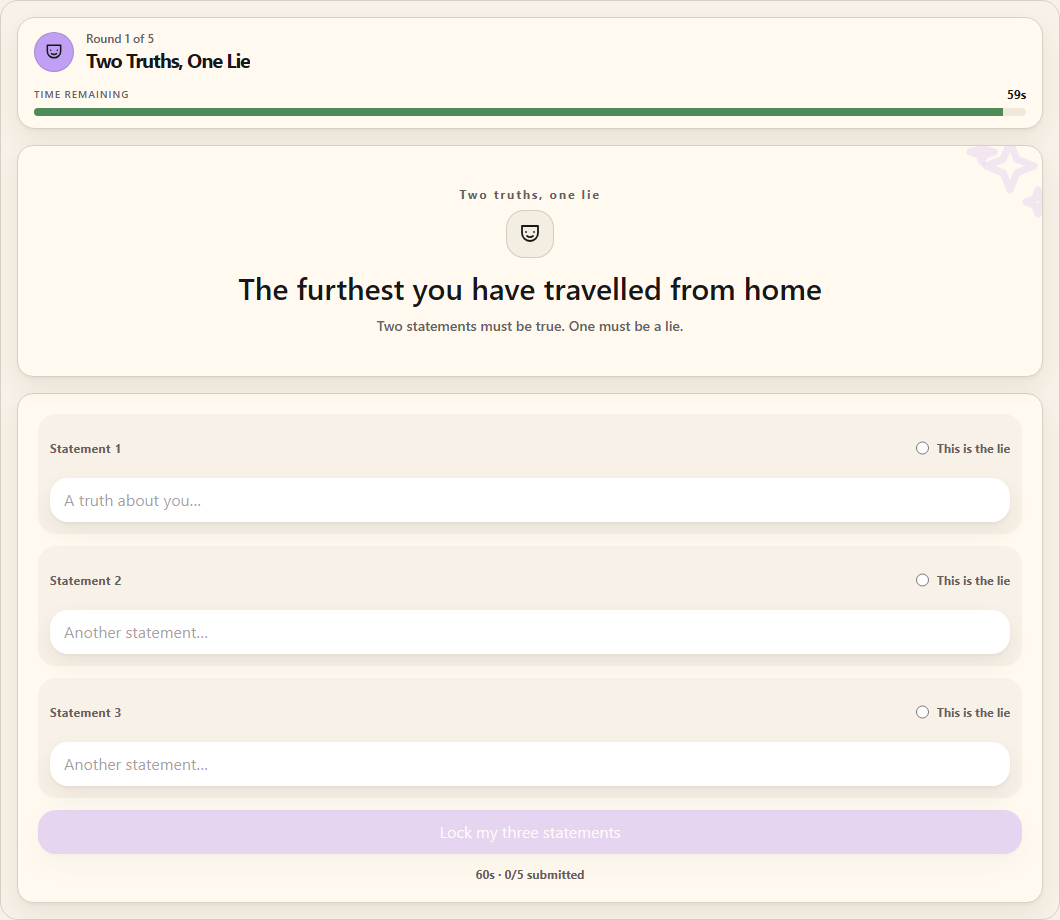 Round 1 of 5
Two Truths, One Lie
TIME REMAINING
59s
Two truths, one lie
The furthest you have travelled from home
Two statements must be true. One must be a lie.
Statement 1
This is the lie
A truth about you...
Statement 2
This is the lie
Another statement...
Statement 3
This is the lie
Another statement...
Lock my three statements
60s · 0/5 submitted